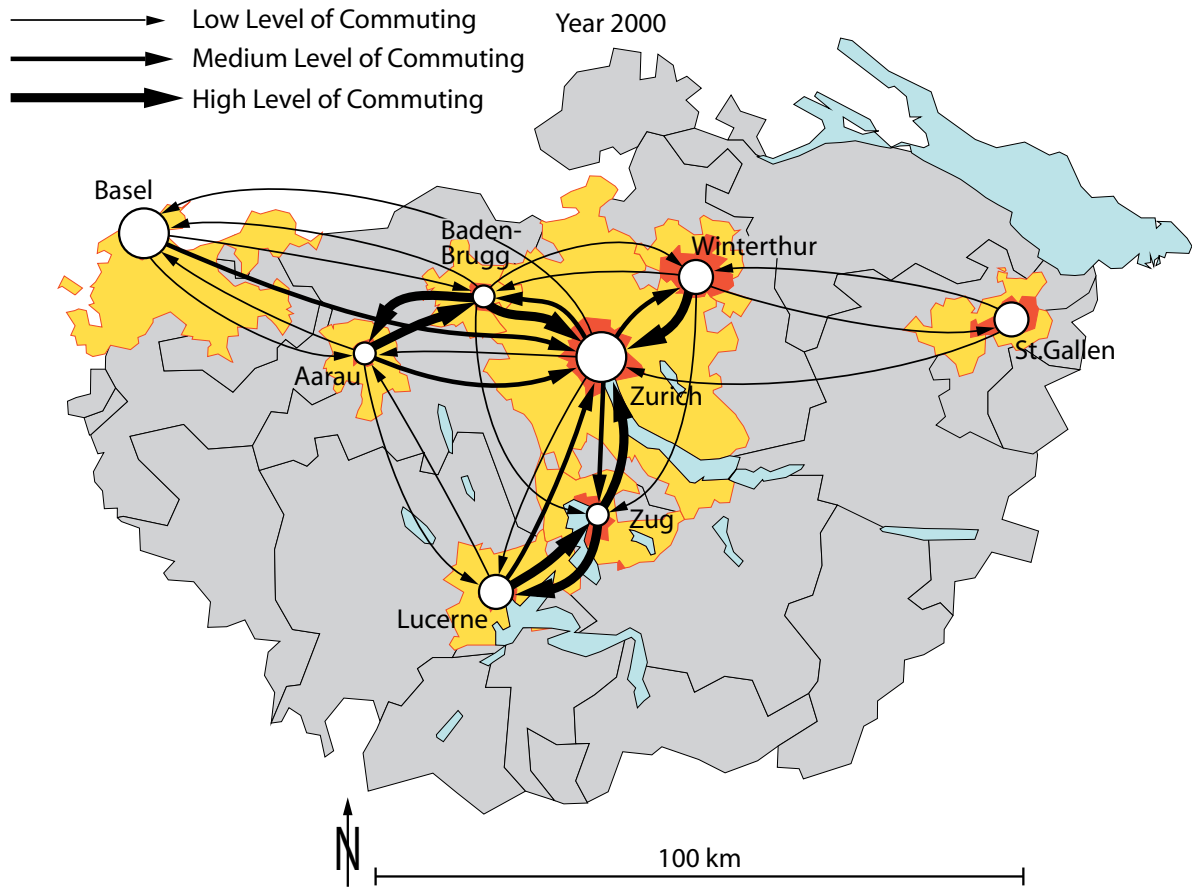 Low Level of Commuting
Year 2000
Medium Level of Commuting
High Level of Commuting
Basel
Baden-
Brugg
Winterthur
St.Gallen
Aarau
Zurich
Zug
Lucerne
N
100 km